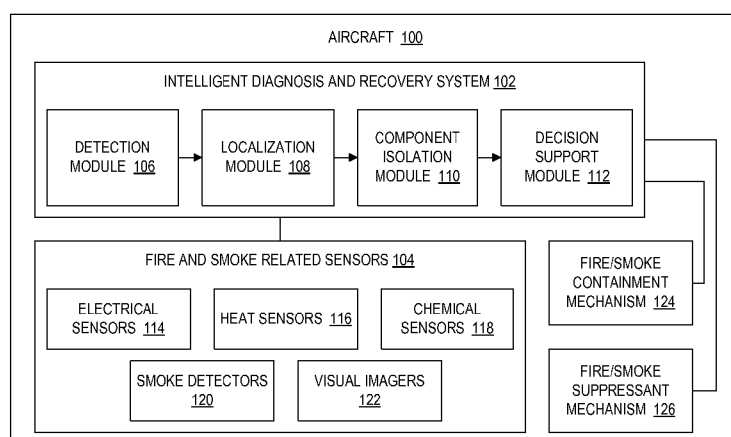 AIRCRAFT 100
INTELLIGENT DIAGNOSIS AND RECOVERY SYSTEM 102
DETECTION
MODULE 106
LOCALIZATION
MODULE 108
COMPONENT
ISOLATION
MODULE 110
DECISION
SUPPORT
MODULE 112
FIRE AND SMOKE RELATED SENSORS 104
ELECTRICAL
SENSORS 114
HEAT SENSORS 116
CHEMICAL
SENSORS 118
SMOKE DETECTORS
120
VISUAL IMAGERS
122
FIRE/SMOKE
CONTAINMENT
MECHANISM 124
FIRE/SMOKE
SUPPRESSANT
MECHANISM 126